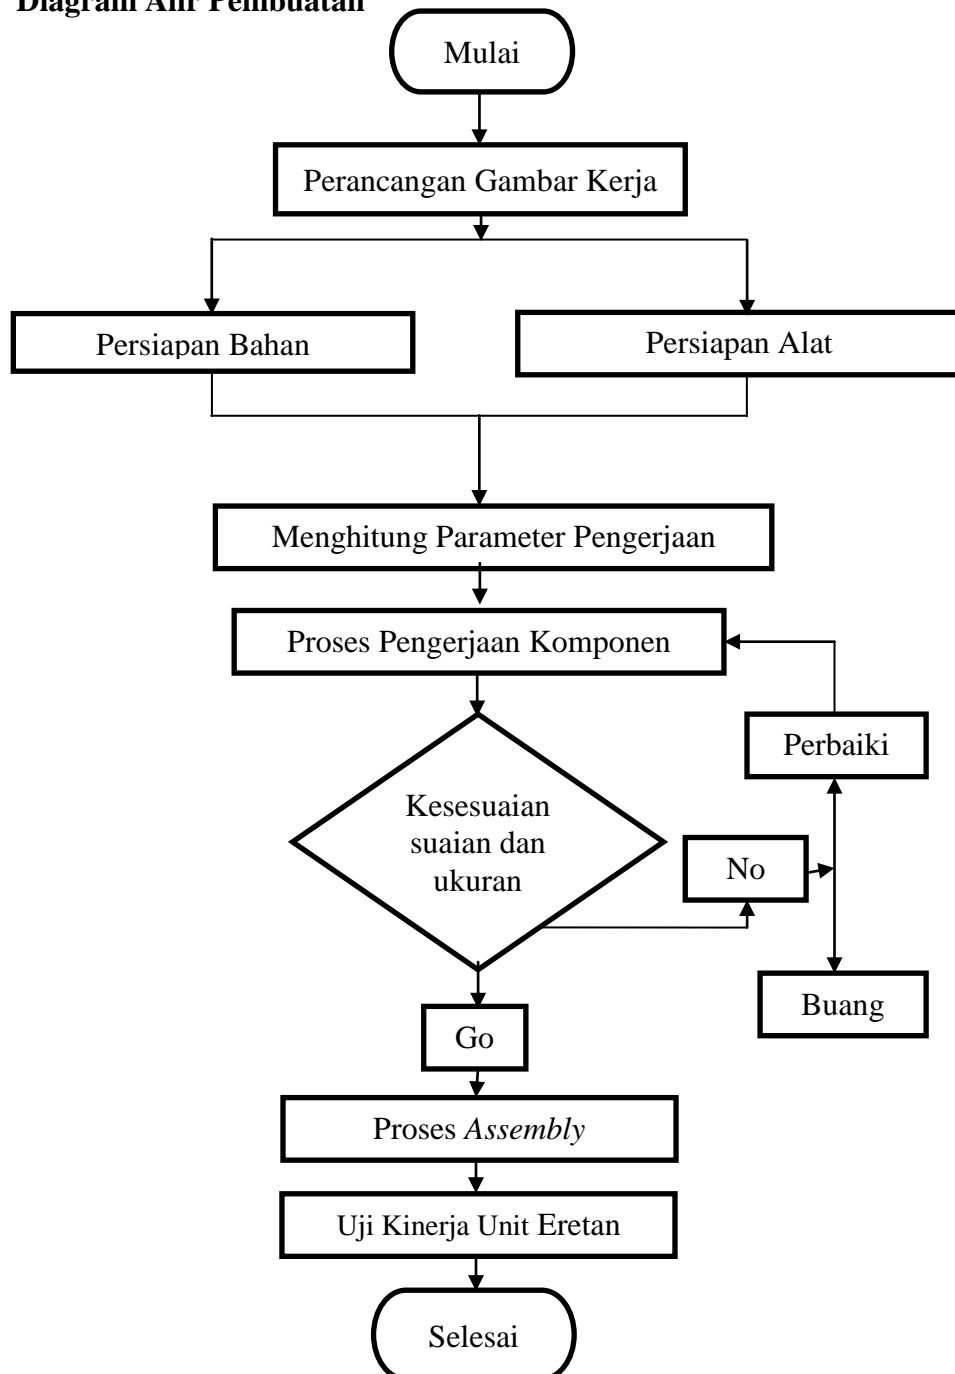 Diagram Alir Pembuatan
Mulai
Perancangan Gambar Kerja
Persiapan Bahan
Persiapan Alat
Menghitung Parameter Pengerjaan
Proses Pengerjaan Komponen
Perbaiki
Kesesuaian
suaian dan
ukuran
No
Buang
Go
Proses Assembly
Uji Kinerja Unit Eretan
Selesai